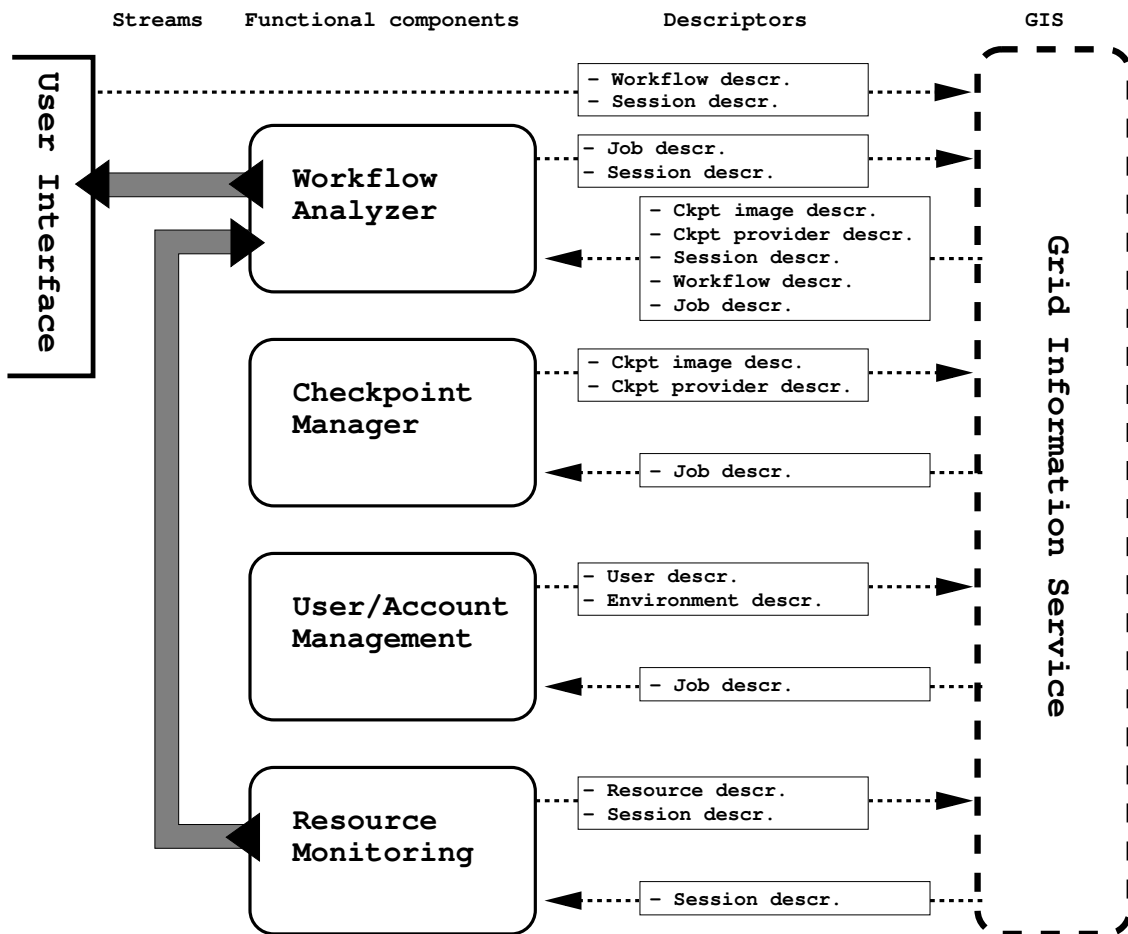 Streams
Functional components
Descriptors
GIS
User Interface
– Workflow descr.
– Session descr.
Workflow
Analyzer
– Job descr.
– Session descr.
– Ckpt image descr.
– Ckpt provider descr.
– Session descr.
– Workflow descr.
– Job descr.
Checkpoint
Manager
– Ckpt image desc.
– Ckpt provider descr.
– Job descr.
User/Account
Management
– User descr.
– Environment descr.
– Job descr.
Resource
Monitoring
– Resource descr.
– Session descr.
– Session descr.
Grid Information Service